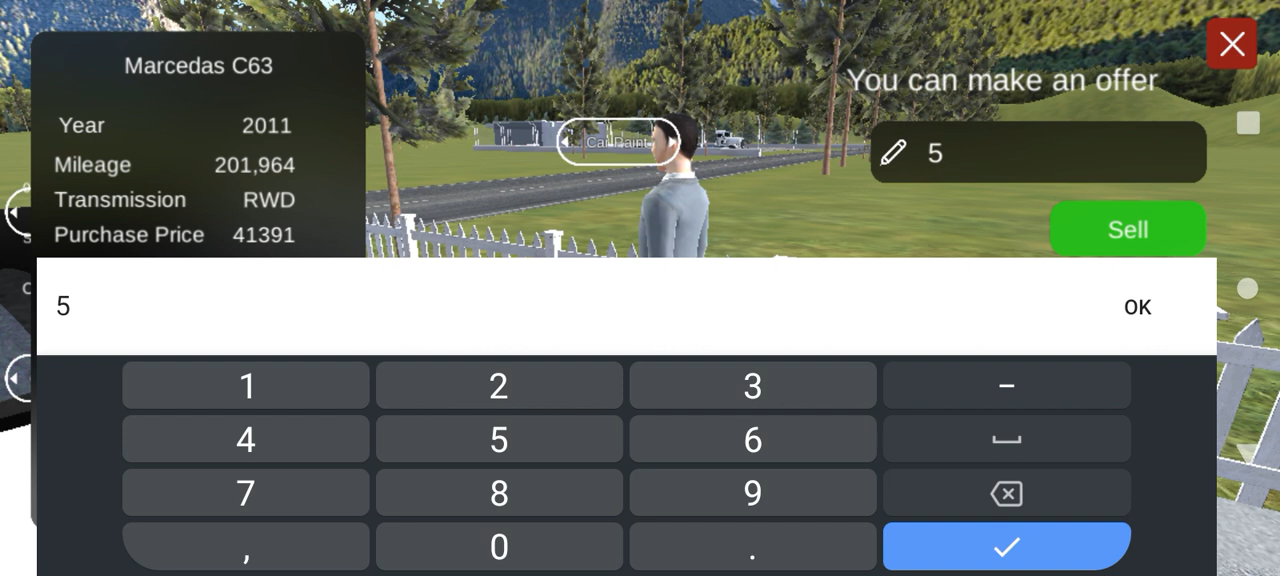 Marcedas C63
Year 2011
Mileage 201,964
Transmission RWD
Purchase Price 41391
Car Paint
You can make an offer
5
Sell
5
OK
1 2 3 −
4 5 6
7 8 9
, 0 .